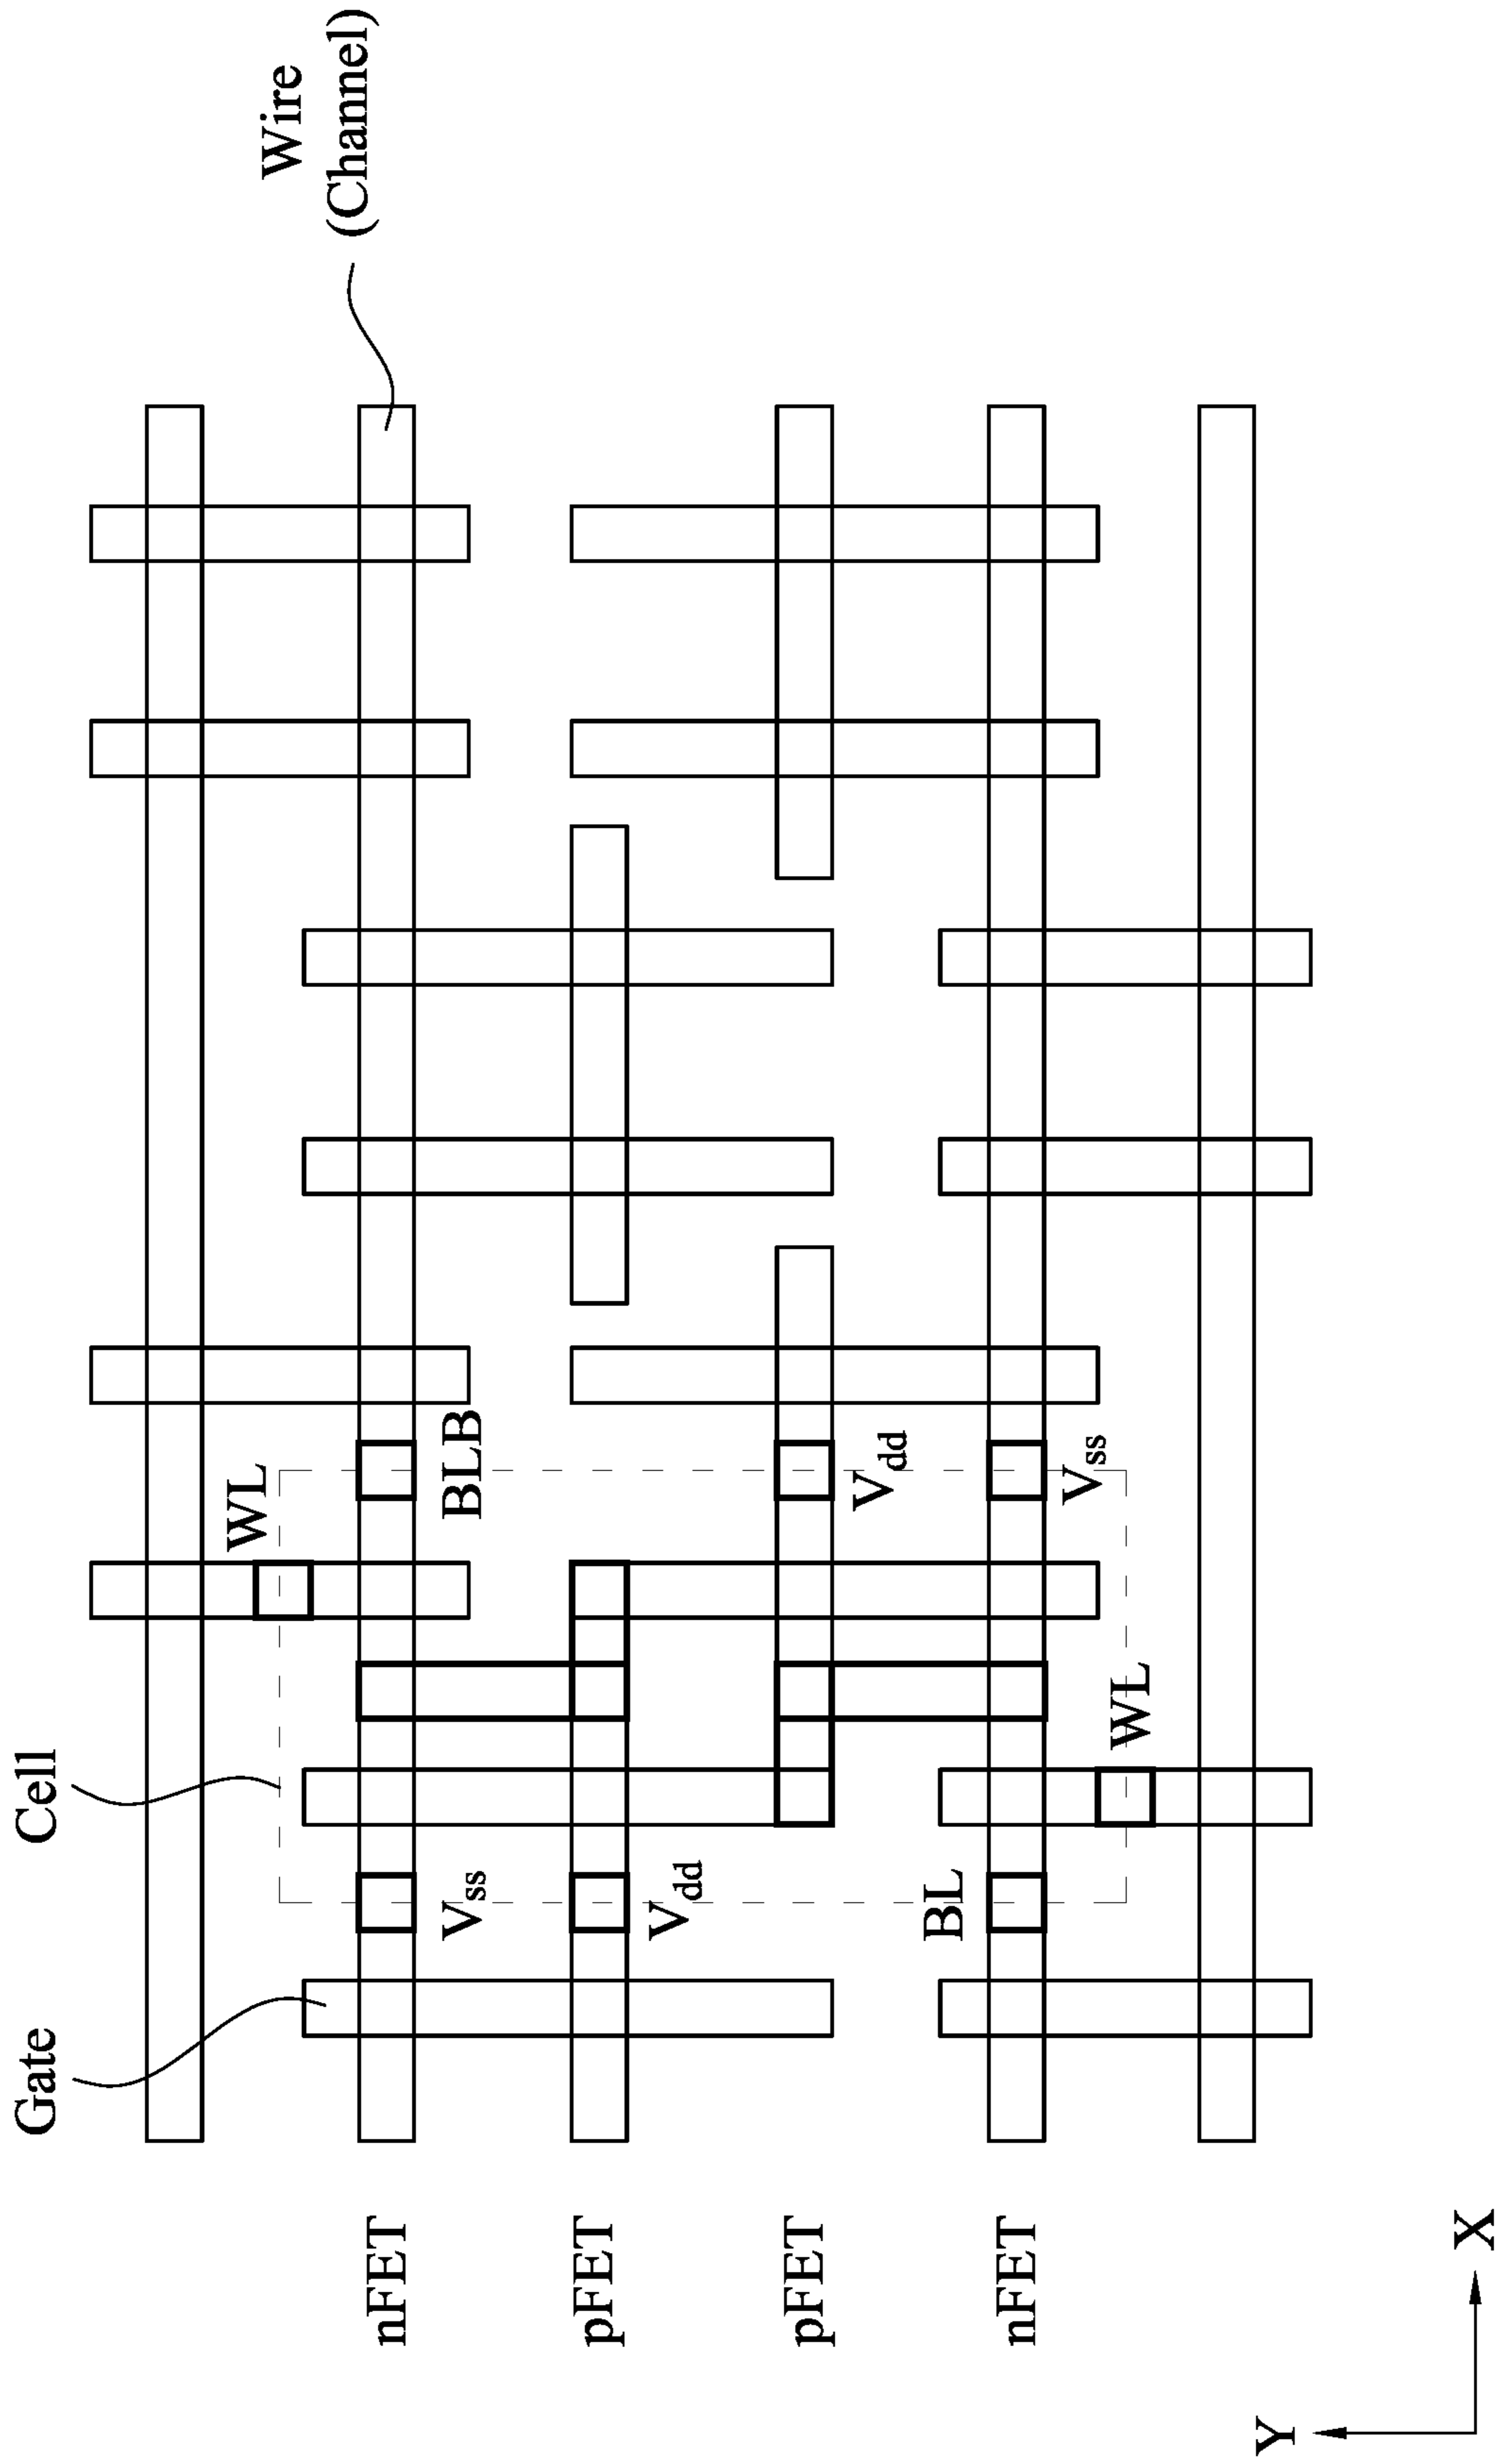 Gate
Cell
WL
Wire
(Channel)
nFET
Vss
BLB
pFET
Vdd
pFET
Vdd
BL
nFET
Vss
WL
Y
X